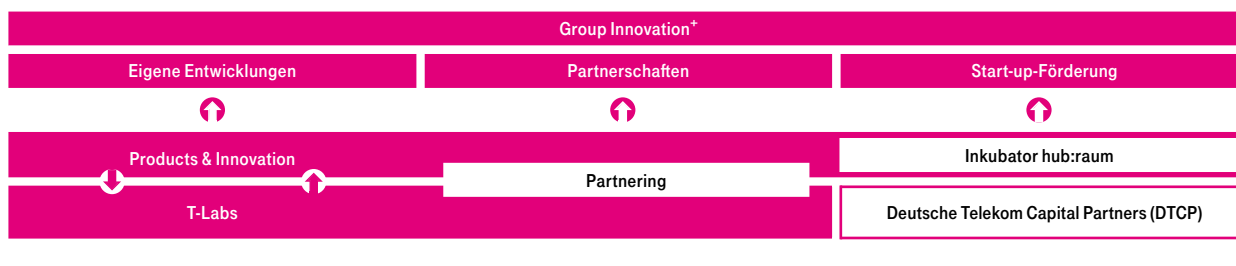 Group Innovation⁺
Eigene Entwicklungen
Partnerschaften
Start-up-Förderung
Products & Innovation
Inkubator hub:raum
Partnering
T-Labs
Deutsche Telekom Capital Partners (DTCP)